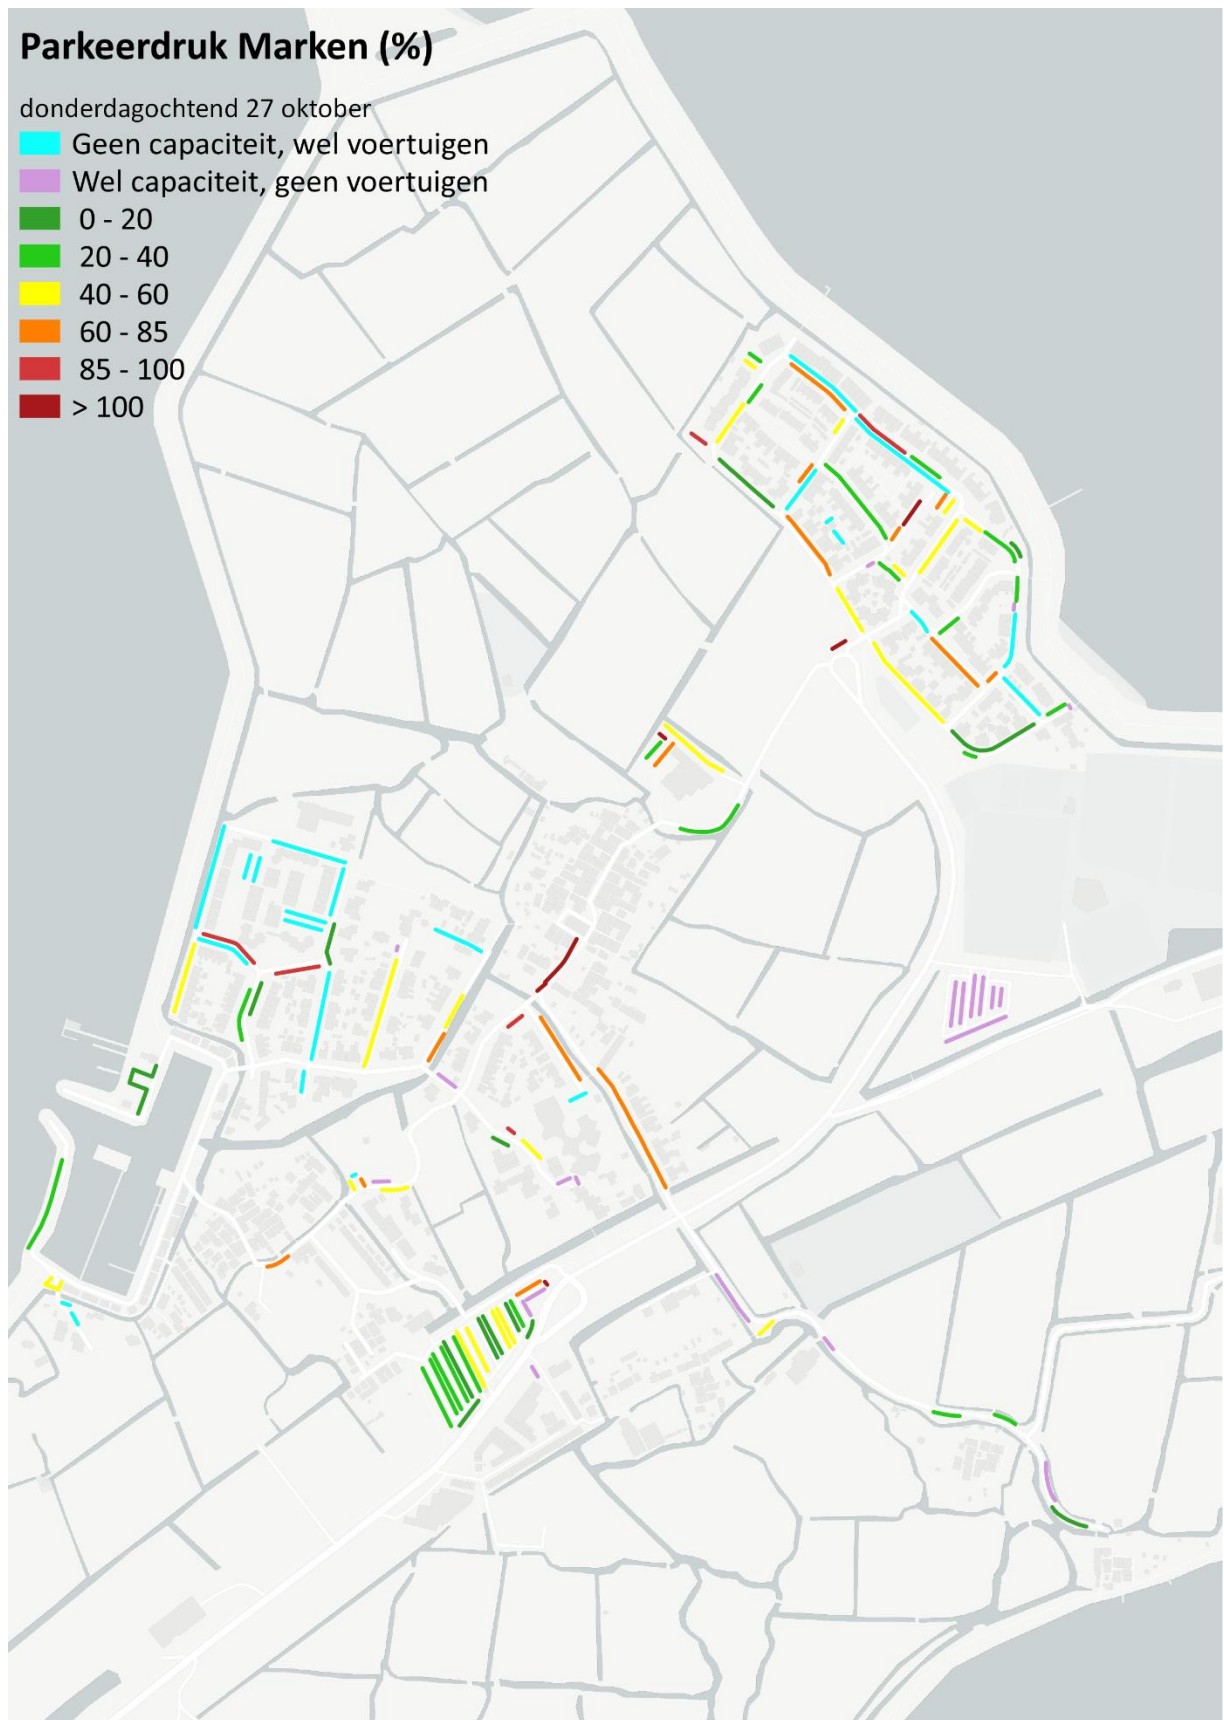 Parkeerdruk Marken (%)
donderdagochtend 27 oktober
Geen capaciteit, wel voertuigen
Wel capaciteit, geen voertuigen
0 - 20
20 - 40
40 - 60
60 - 85
85 - 100
> 100